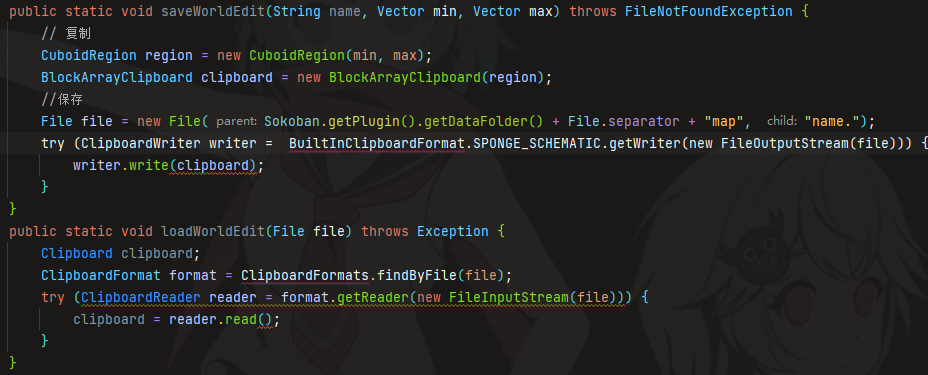 public static void saveWorldEdit(String name, Vector min, Vector max) throws FileNotFoundException {
// 复制
CuboidRegion region = new CuboidRegion(min, max);
BlockArrayClipboard clipboard = new BlockArrayClipboard(region);
//保存
File file = new File( parent: Sokoban.getPlugin().getDataFolder() + File.separator + "map", child: "name.");
try (ClipboardWriter writer =  BuiltInClipboardFormat.SPONGE_SCHEMATIC.getWriter(new FileOutputStream(file))) {
writer.write(clipboard);
}
}
public static void loadWorldEdit(File file) throws Exception {
Clipboard clipboard;
ClipboardFormat format = ClipboardFormats.findByFile(file);
try (ClipboardReader reader = format.getReader(new FileInputStream(file))) {
clipboard = reader.read();
}
}